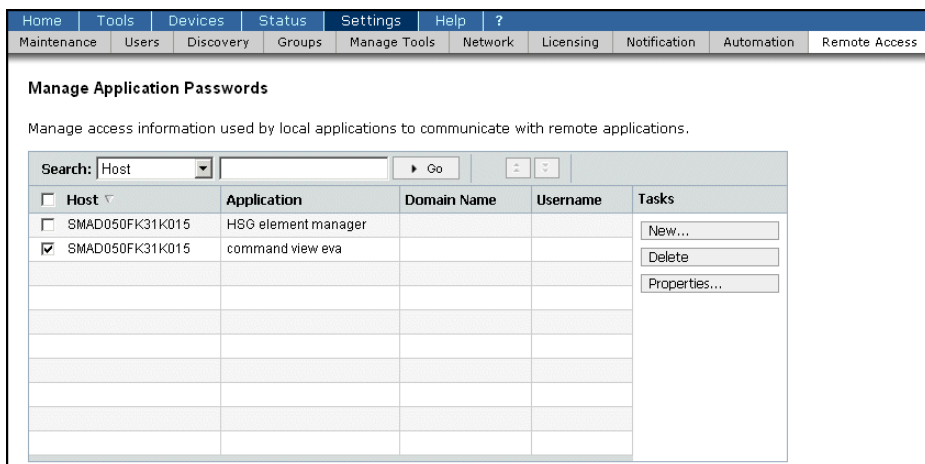 Home Tools Devices Status Settings Help ?
Maintenance Users Discovery Groups Manage Tools Network Licensing Notification Automation Remote Access
Manage Application Passwords
Manage access information used by local applications to communicate with remote applications.
Search: Host Go
Host Application Domain Name Username Tasks
SMAD050FK31K015 HSG element manager
New...
SMAD050FK31K015 command view eva
Delete
Properties...